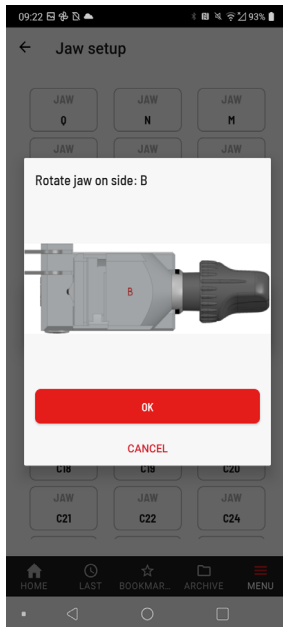 09:22 93%
Jaw setup
JAW JAW JAW
Q N M
JAW JAW JAW
Rotate jaw on side: B
B
OK
CANCEL
C18 C19 C20
JAW JAW JAW
C21 C22 C24
HOME LAST BOOKMAR... ARCHIVE MENU